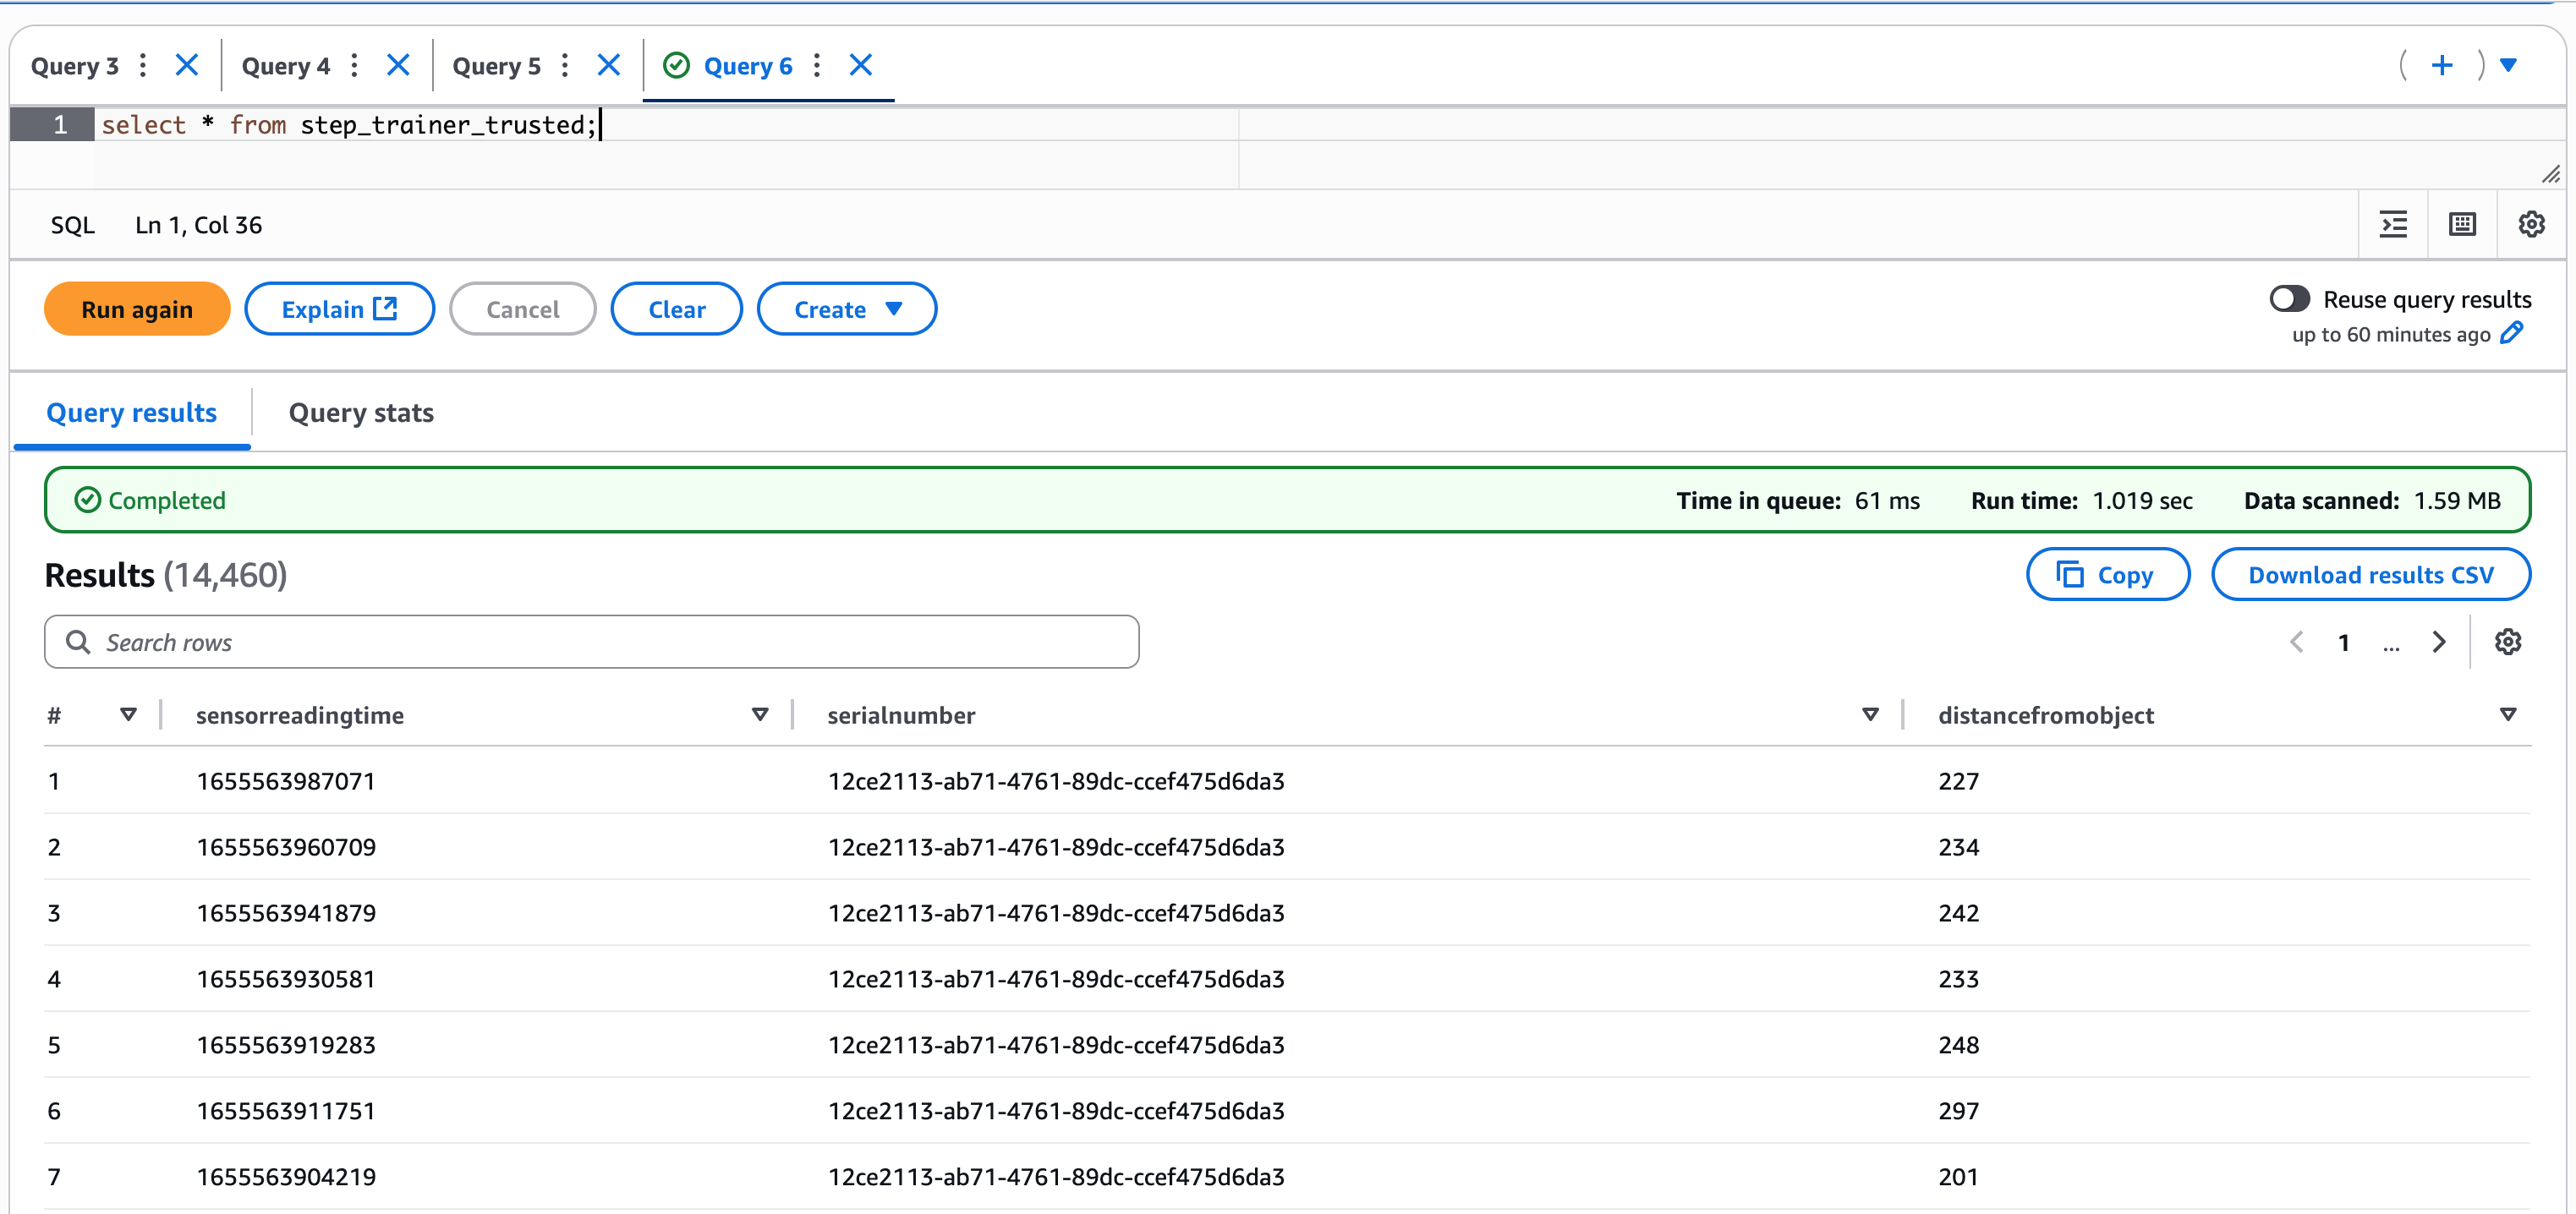 Query 3 Query 4 Query 5 Query 6
1 select * from step_trainer_trusted;
SQL Ln 1, Col 36
Run again Explain Cancel Clear Create Reuse query results
up to 60 minutes ago
Query results Query stats
Completed Time in queue: 61 ms Run time: 1.019 sec Data scanned: 1.59 MB
Results (14,460) Copy Download results CSV
Search rows 1 ...
# sensorreadingtime serialnumber distancefromobject
1 1655563987071 12ce2113-ab71-4761-89dc-ccef475d6da3 227
2 1655563960709 12ce2113-ab71-4761-89dc-ccef475d6da3 234
3 1655563941879 12ce2113-ab71-4761-89dc-ccef475d6da3 242
4 1655563930581 12ce2113-ab71-4761-89dc-ccef475d6da3 233
5 1655563919283 12ce2113-ab71-4761-89dc-ccef475d6da3 248
6 1655563911751 12ce2113-ab71-4761-89dc-ccef475d6da3 297
7 1655563904219 12ce2113-ab71-4761-89dc-ccef475d6da3 201